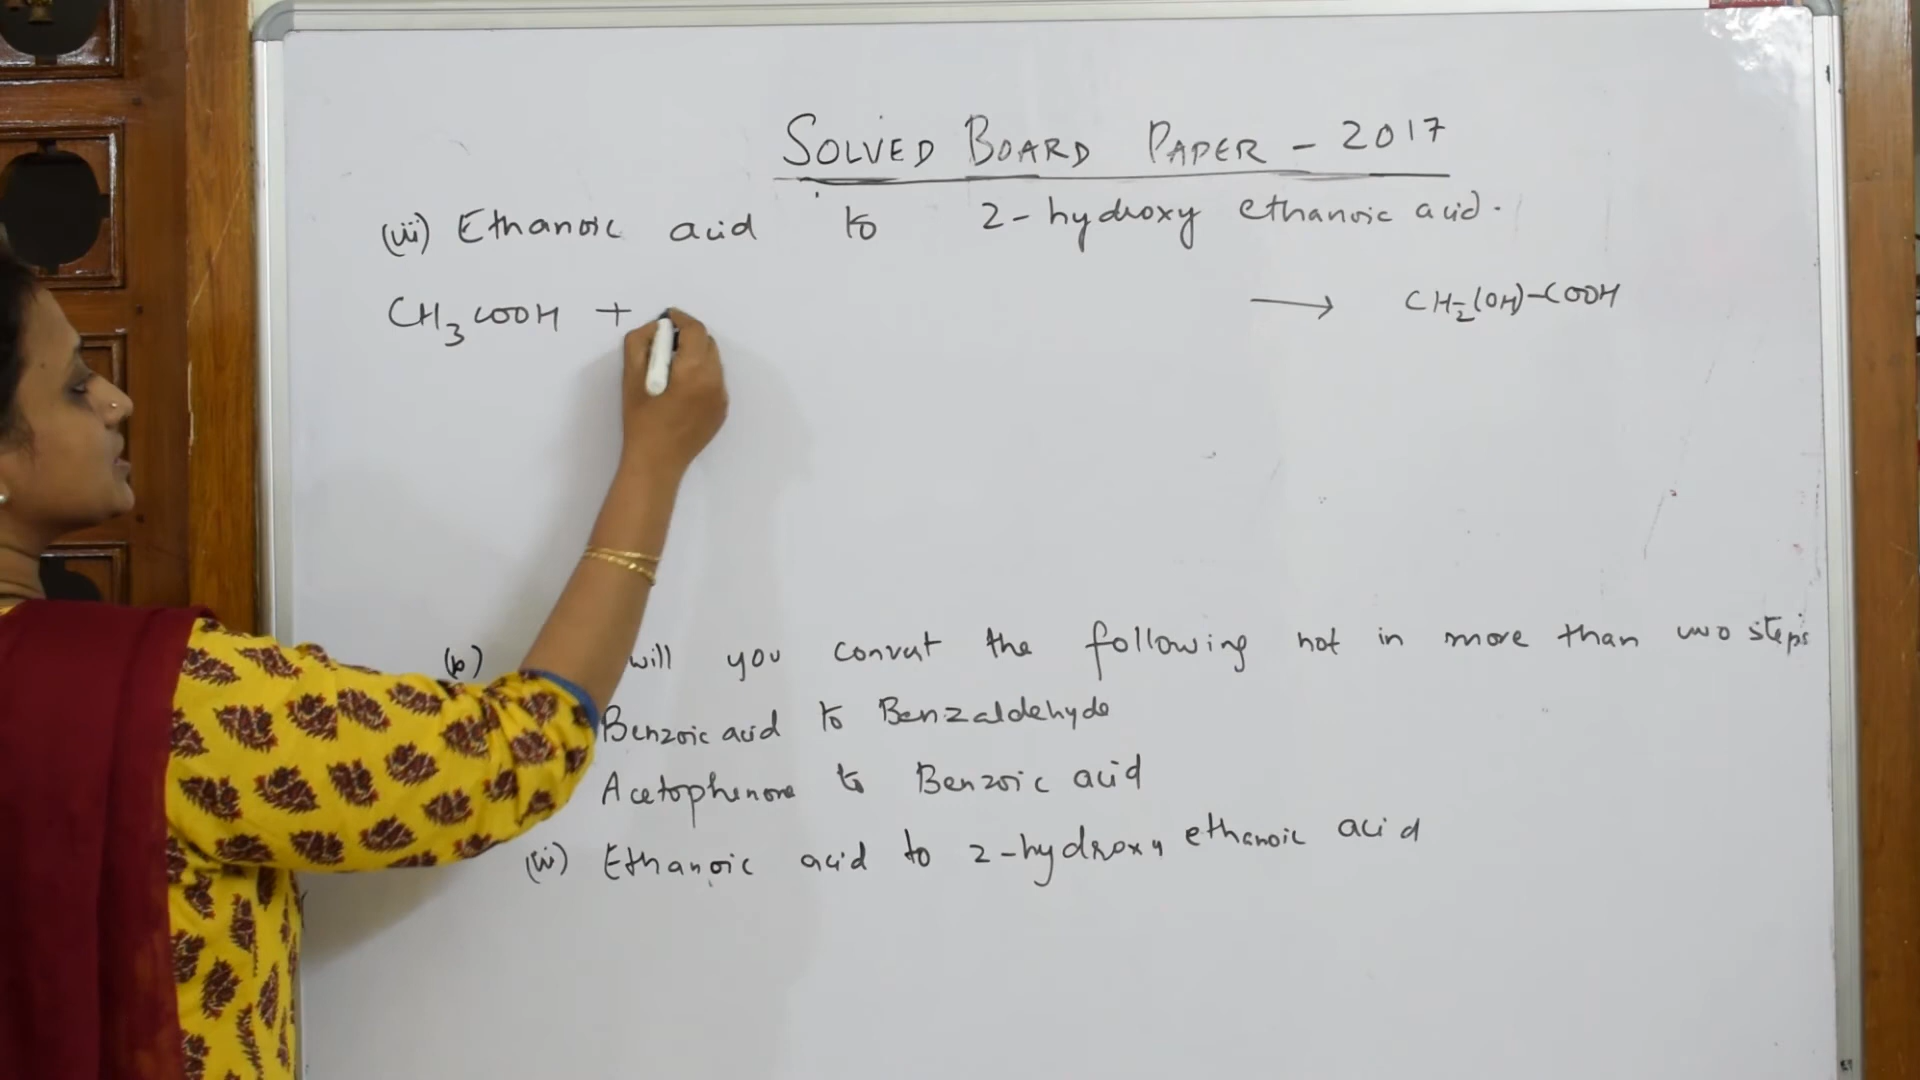 SOLVED BOARD PAPER - 2017
(iii) Ethanoic acid to 2-hydroxy ethanoic acid.
CH3COOH + → CH2(OH)-COOH
(b) will you convert the following not in more than two steps
Benzoic acid to Benzaldehyde
Acetophenone to Benzoic acid
(iii) Ethanoic acid to 2-hydroxy ethanoic acid